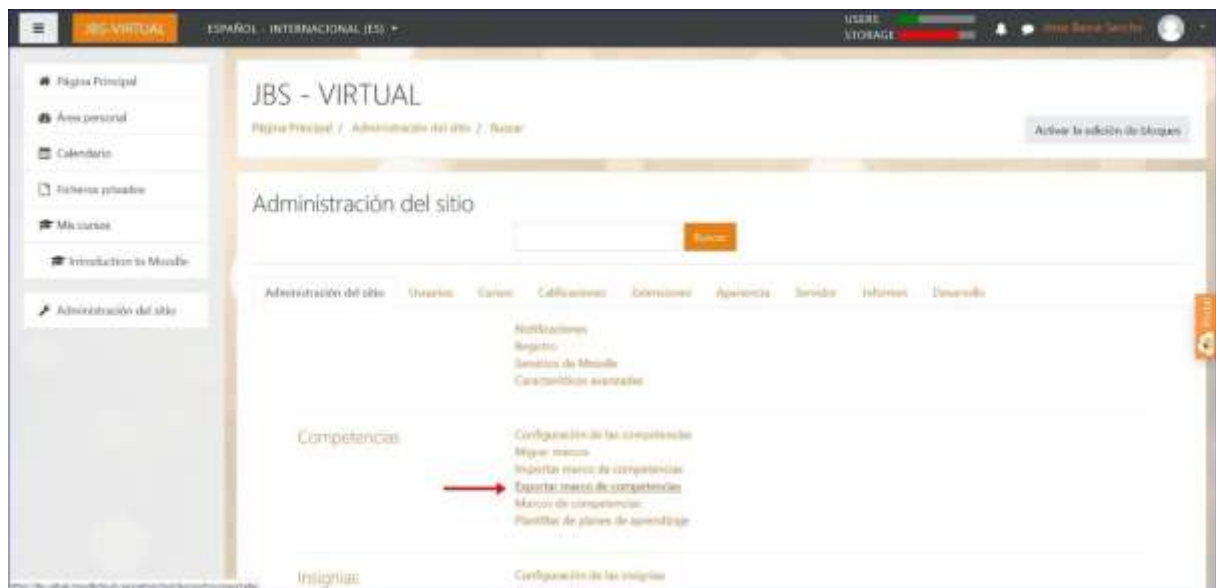 JBS-VIRTUAL
ESPAÑOL - INTERNACIONAL (ES)
USERS
STORAGE
Página Principal
Área personal
Calendario
Ficheros privados
Mis cursos
Introduction to Moodle
Administración del sitio
JBS - VIRTUAL
Página Principal / Administración del sitio / Buscar
Activar la edición de bloques
Administración del sitio
Buscar
Administración del sitio Usuarios Cursos Calificaciones Extensiones Apariencia Servidor Informes Desarrollo
Notificaciones
Registro
Servicios de Moodle
Características avanzadas
Competencias
Configuración de las competencias
Migrar marcos
Importar marco de competencias
Exportar marco de competencias
Marcos de competencias
Plantillas de planes de aprendizaje
Insignias
Configuración de las insignias